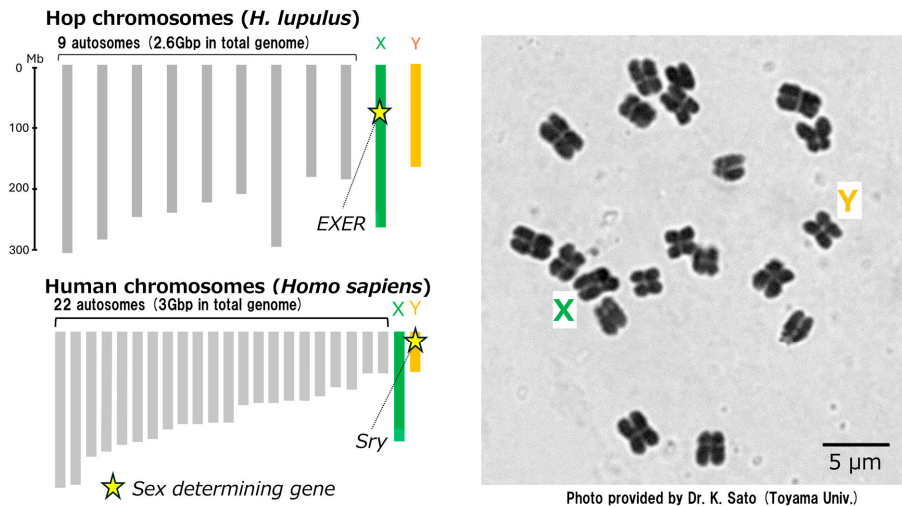 Hop chromosomes (H. lupulus)
9 autosomes (2.6Gbp in total genome)
X
Y
Mb
0
100
200
300
EXER
Human chromosomes (Homo sapiens)
22 autosomes (3Gbp in total genome)
X
Y
Sry
Sex determining gene
X
Y
5 μm
Photo provided by Dr. K. Sato (Toyama Univ.)